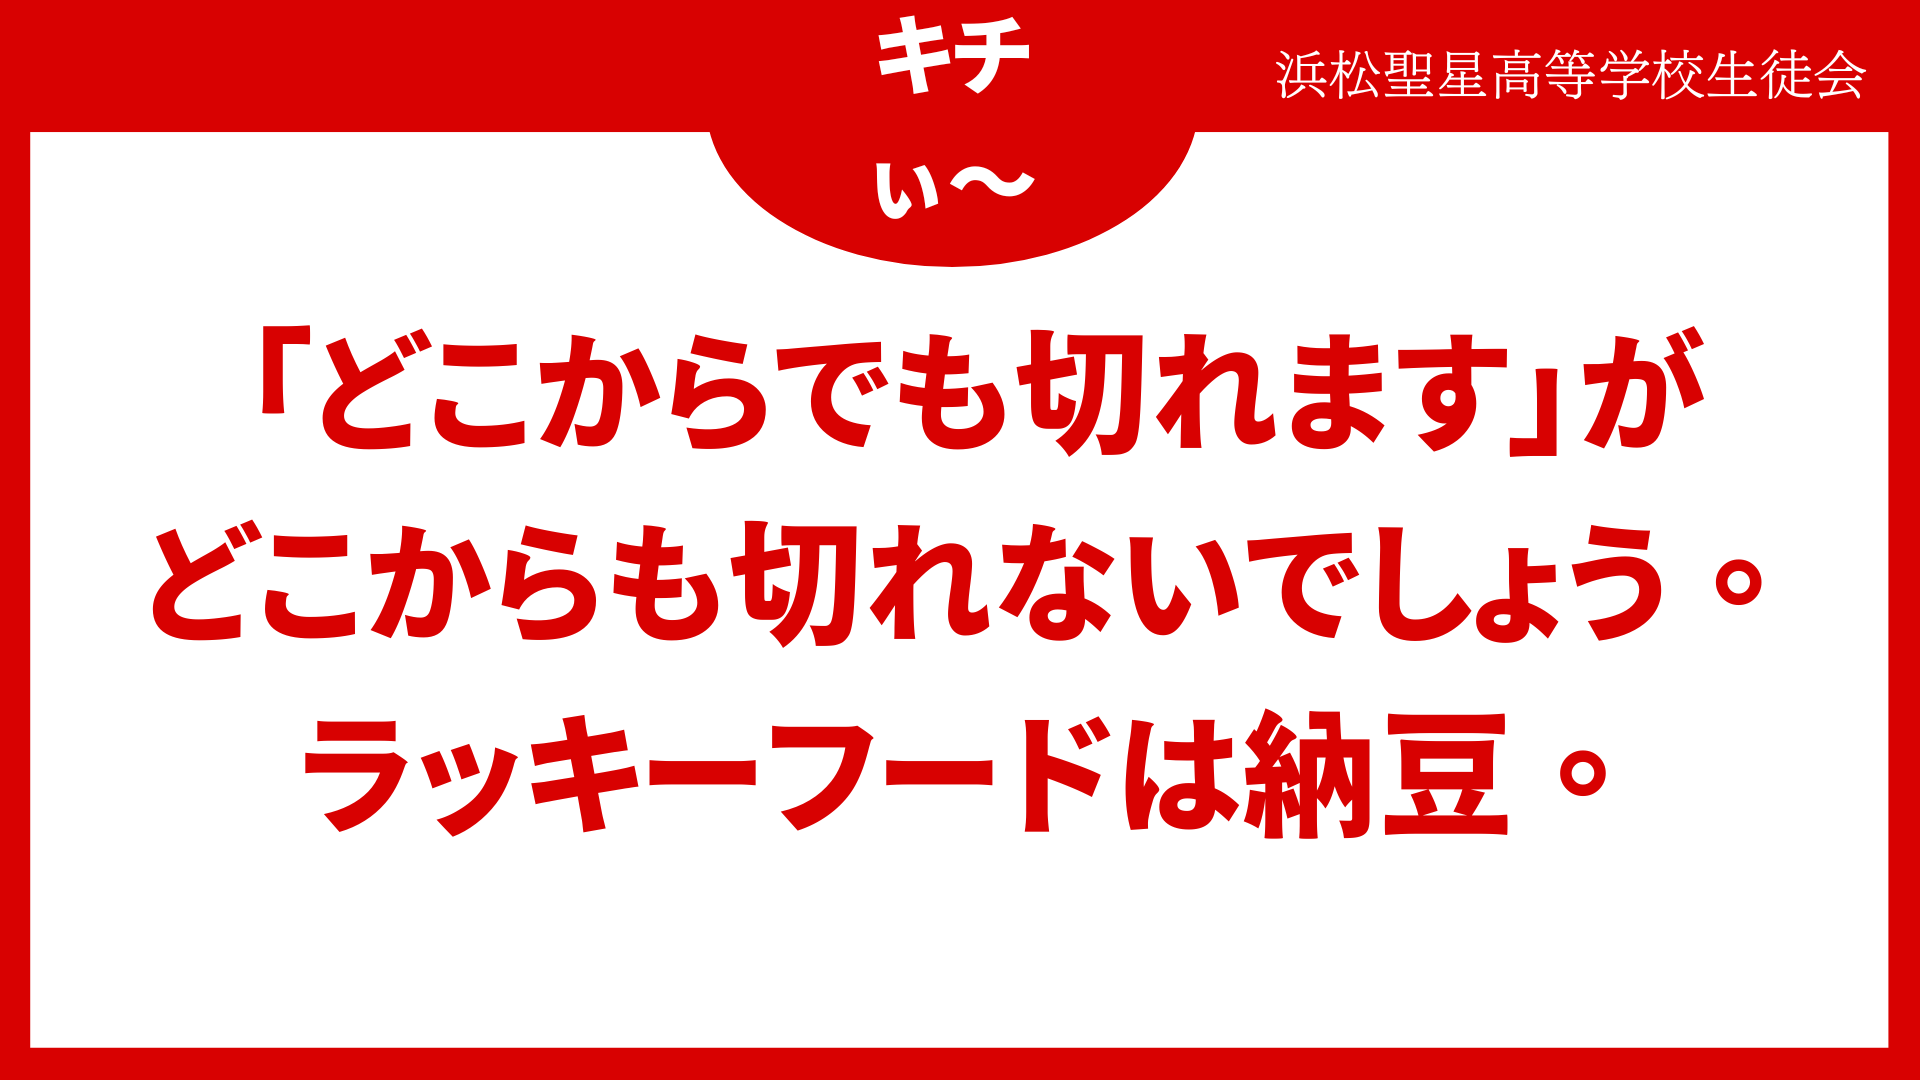 キチ
ぃ〜
浜松聖星高等学校生徒会
「どこからでも切れます」が
どこからも切れないでしょう。
ラッキーフードは納豆。